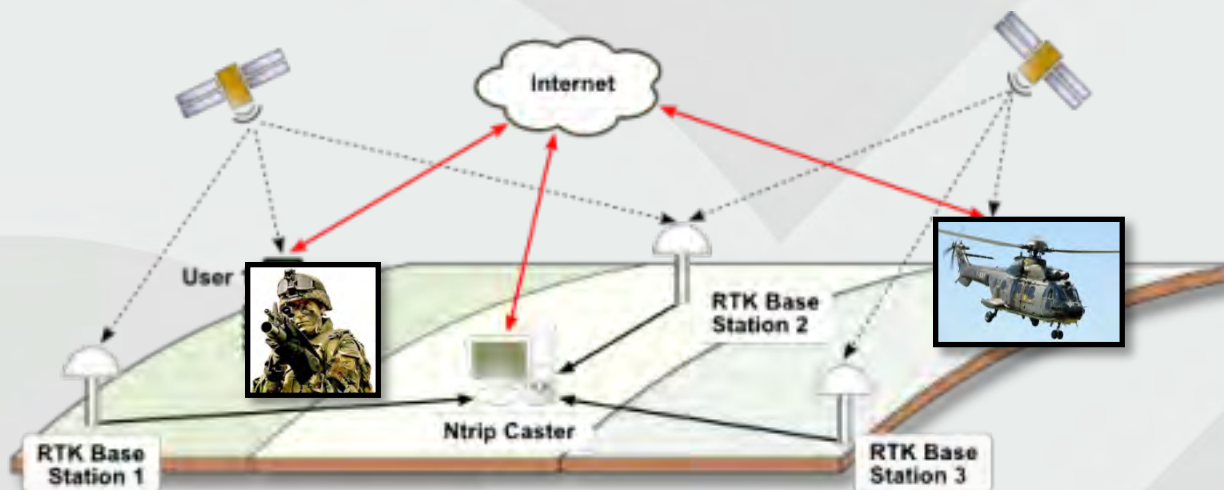 Internet
User
RTK Base
Station 2
Ntrip Caster
RTK Base
Station 1
RTK Base
Station 3